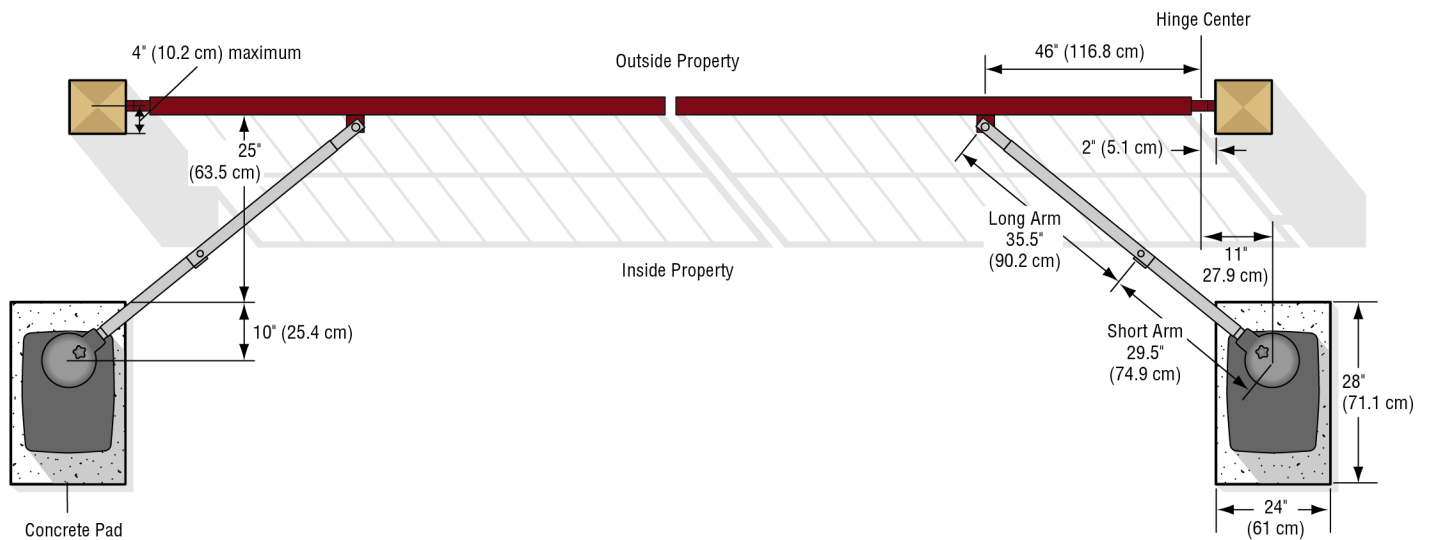 Hinge Center
4" (10.2 cm) maximum
Outside Property
46" (116.8 cm)
25"
(63.5 cm)
2" (5.1 cm)
Long Arm
35.5"
(90.2 cm)
Inside Property
11"
27.9 cm)
10" (25.4 cm)
Short Arm
29.5"
(74.9 cm)
28"
(71.1 cm)
24"
(61 cm)
Concrete Pad